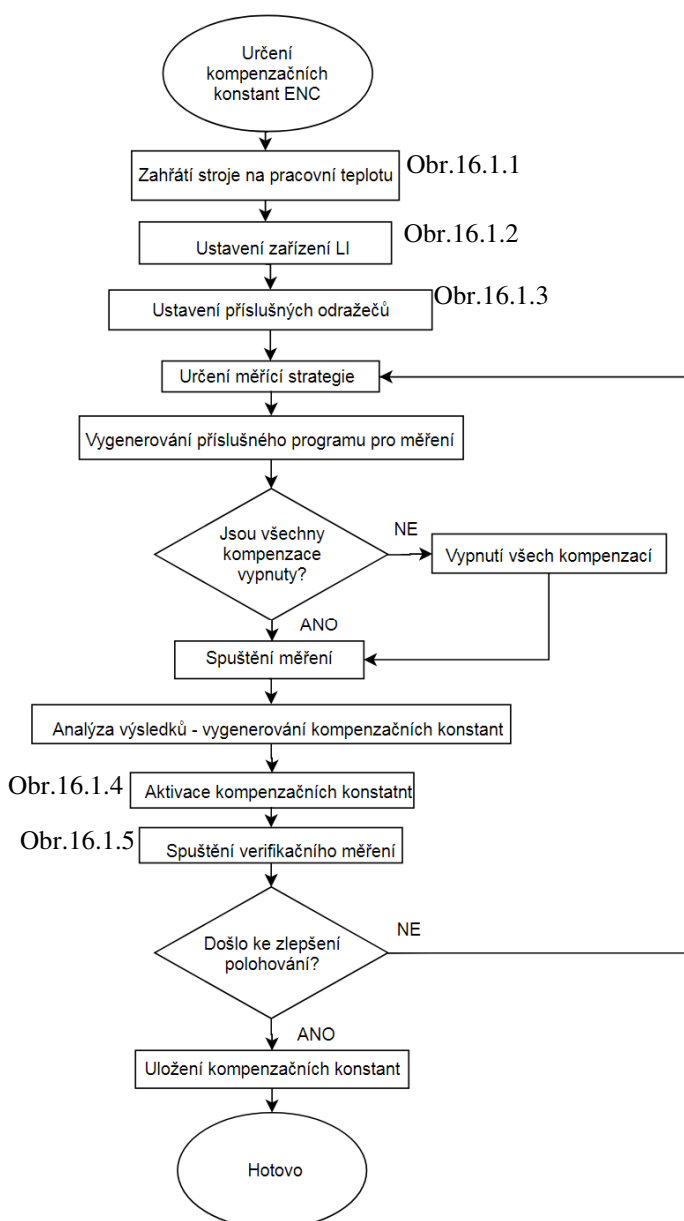 Určení
kompenzačních
konstant ENC
Zahřátí stroje na pracovní teplotu
Obr.16.1.1
Ustavení zařízení LI
Obr.16.1.2
Ustavení příslušných odražečů
Obr.16.1.3
Určení měřící strategie
Vygenerování příslušného programu pro měření
Jsou všechny
kompenzace
vypnuty?
NE
Vypnutí všech kompenzací
ANO
Spuštění měření
Analýza výsledků - vygenerování kompenzačních konstant
Obr.16.1.4
Aktivace kompenzačních konstatnt
Obr.16.1.5
Spuštění verifikačního měření
Došlo ke zlepšení
polohování?
NE
ANO
Uložení kompenzačních konstant
Hotovo